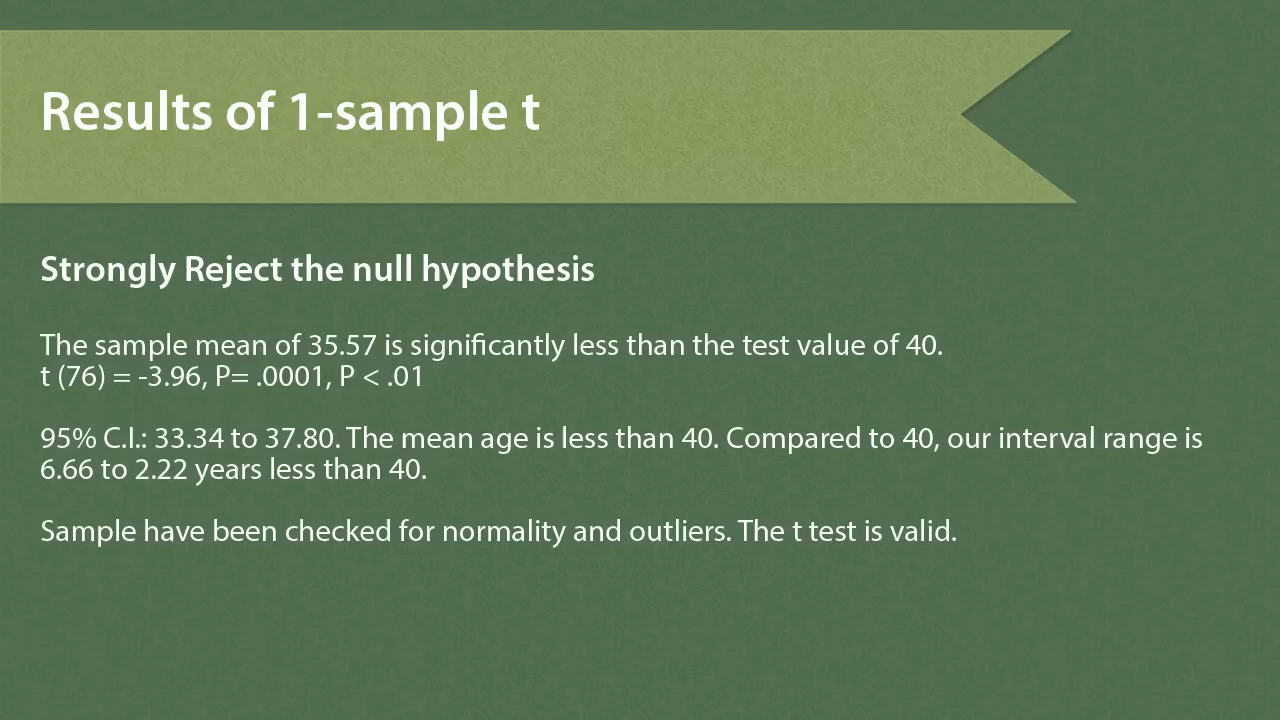 Results of 1-sample t
Strongly Reject the null hypothesis
The sample mean of 35.57 is significantly less than the test value of 40.
t (76) = -3.96, P= .0001, P < .01
95% C.I.: 33.34 to 37.80. The mean age is less than 40. Compared to 40, our interval range is
6.66 to 2.22 years less than 40.
Sample have been checked for normality and outliers. The t test is valid.